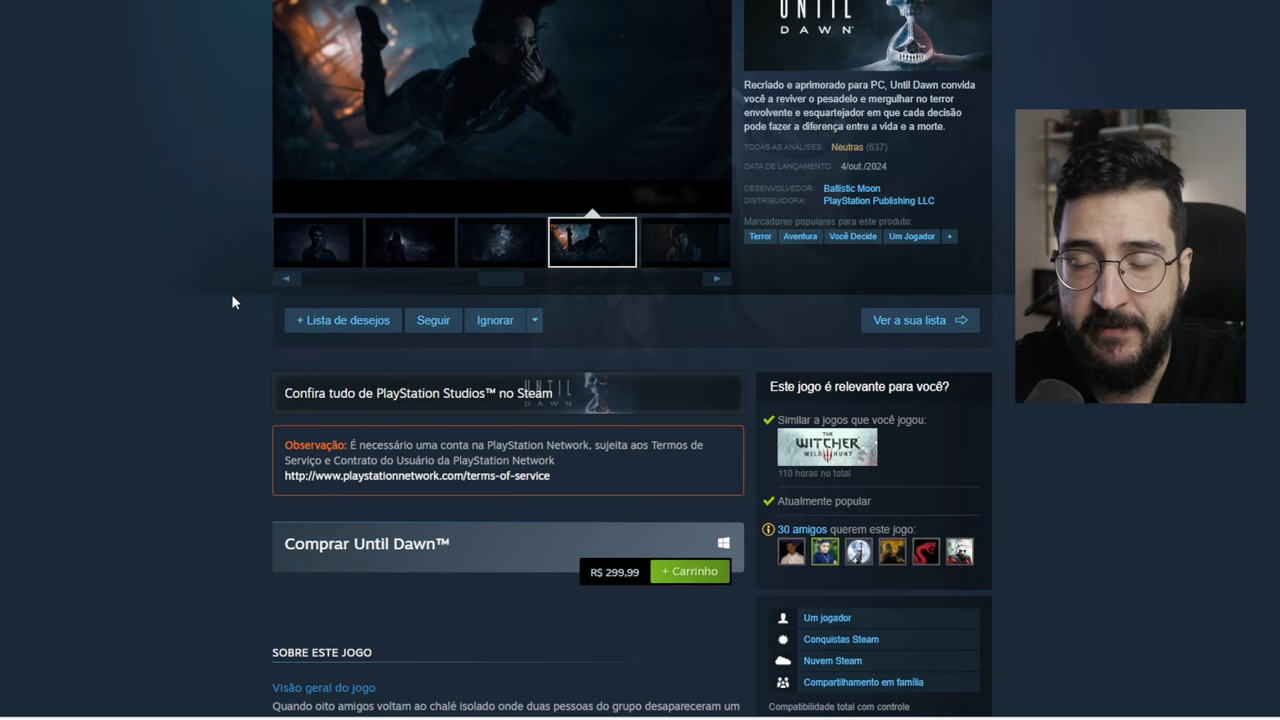 UNTIL
DAWN
Recriado e aprimorado para PC, Until Dawn convida
você a reviver o pesadelo e mergulhar no terror
envolvente e esquartejador em que cada decisão
pode fazer a diferença entre a vida e a morte.
TODAS AS ANÁLISES: Neutras (637)
DATA DE LANÇAMENTO: 4/out./2024
DESENVOLVEDOR: Ballistic Moon
DISTRIBUIDORA: PlayStation Publishing LLC
Marcadores populares para este produto:
Terror Aventura Você Decide Um Jogador +
+ Lista de desejos Seguir Ignorar
Ver a sua lista
Confira tudo de PlayStation Studios™ no Steam
UNTIL
DAWN
Observação: É necessário uma conta na PlayStation Network, sujeita aos Termos de
Serviço e Contrato do Usuário da PlayStation Network
http://www.playstationnetwork.com/terms-of-service
Comprar Until Dawn™
R$ 299,99 + Carrinho
SOBRE ESTE JOGO
Visão geral do jogo
Quando oito amigos voltam ao chalé isolado onde duas pessoas do grupo desapareceram um
Este jogo é relevante para você?
Similar a jogos que você jogou:
THE
WITCHER
WILD HUNT
110 horas no total
Atualmente popular
30 amigos querem este jogo:
Um jogador
Conquistas Steam
Nuvem Steam
Compartilhamento em família
Compatibilidade total com controle